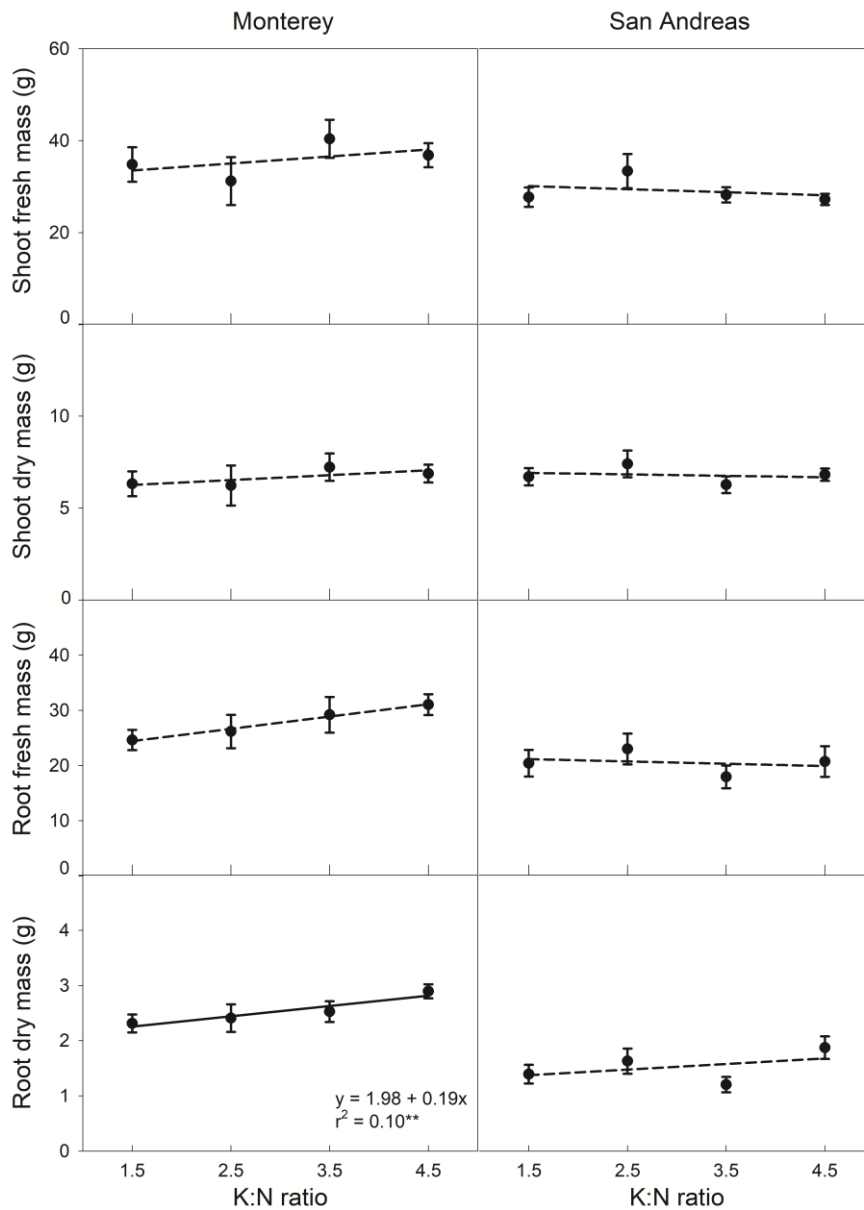 Monterey
San Andreas
Shoot fresh mass (g)
60
40
20
0
Shoot dry mass (g)
10
5
0
Root fresh mass (g)
40
30
20
10
0
Root dry mass (g)
4
3
2
1
0
y = 1.98 + 0.19x
r² = 0.10**
1.5 2.5 3.5 4.5
1.5 2.5 3.5 4.5
K:N ratio
K:N ratio